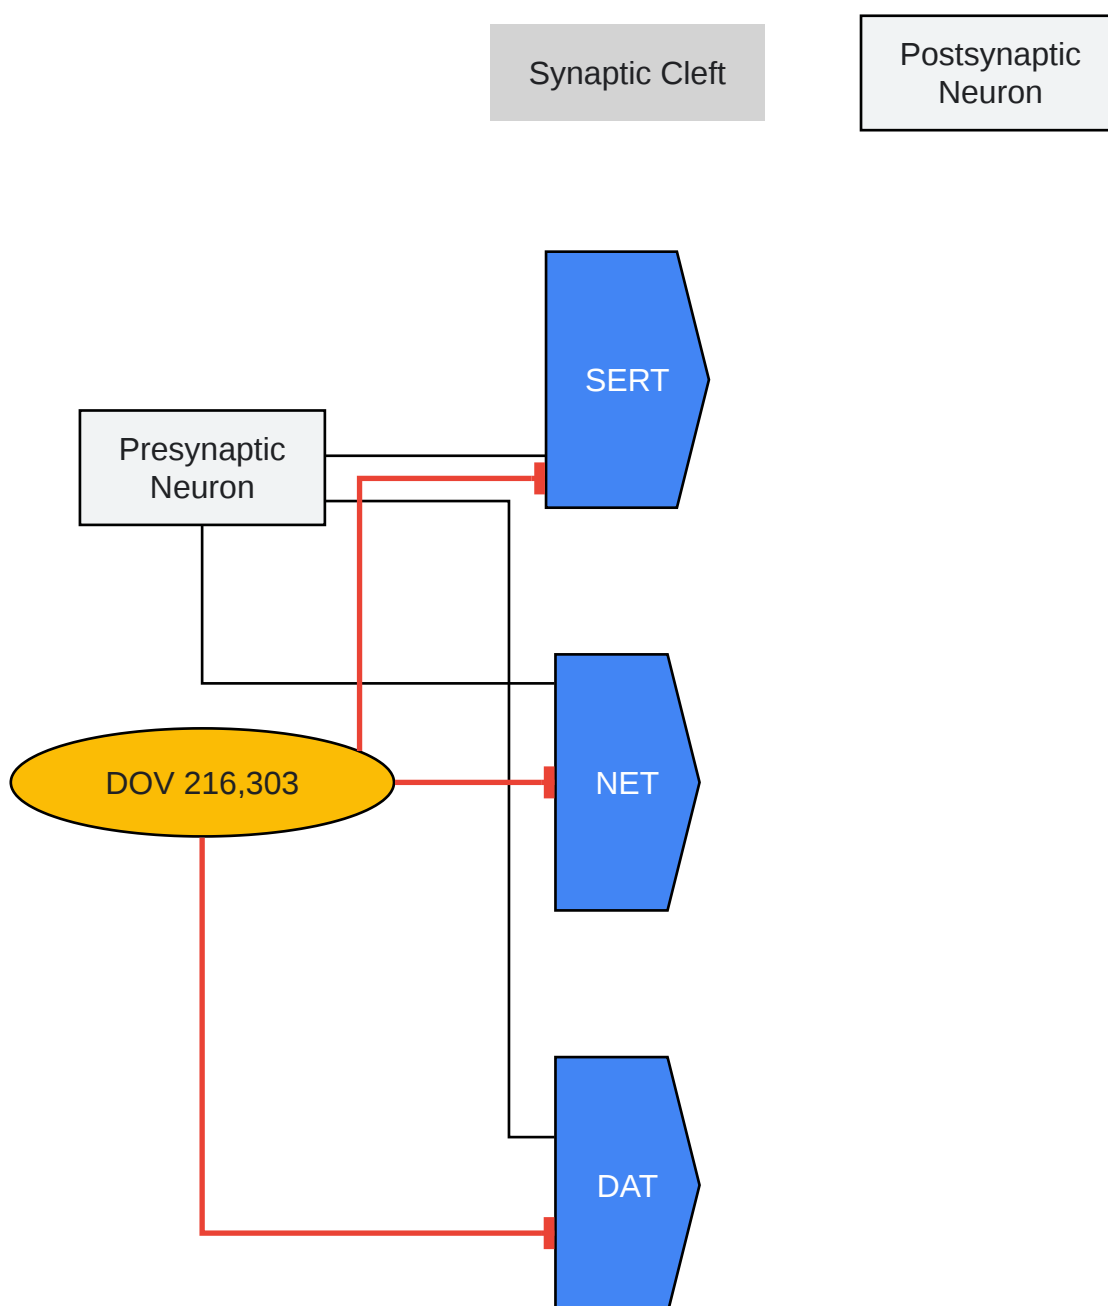 Synaptic Cleft
Postsynaptic
Neuron
SERT
Presynaptic
Neuron
DOV 216,303
NET
DAT